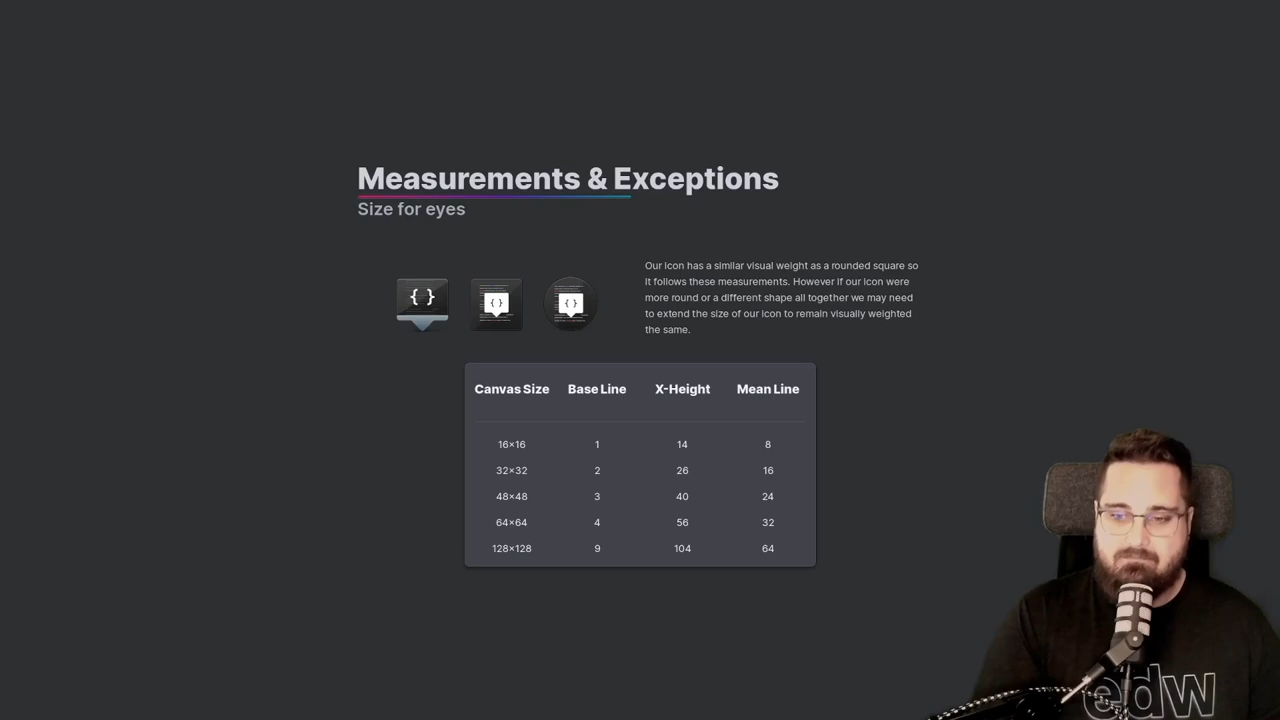 Measurements & Exceptions
Size for eyes
{ }
{ }
{ }
Our icon has a similar visual weight as a rounded square so
it follows these measurements. However if our icon were
more round or a different shape all together we may need
to extend the size of our icon to remain visually weighted
the same.
Canvas Size Base Line X-Height Mean Line
16×16 1 14 8
32×32 2 26 16
48×48 3 40 24
64×64 4 56 32
128×128 9 104 64
edw